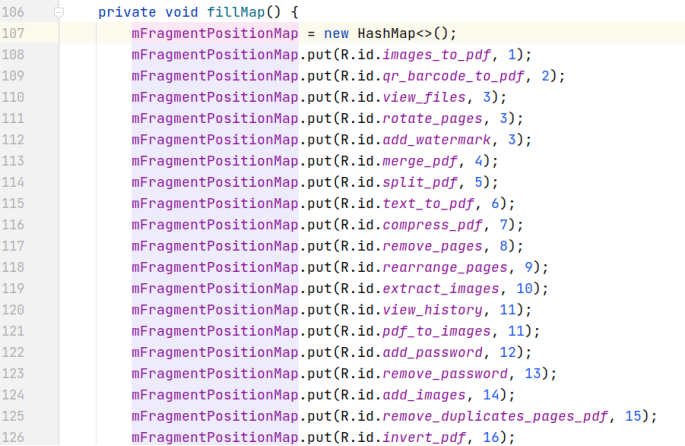 106 private void fillMap() {
107 mFragmentPositionMap = new HashMap<>();
108 mFragmentPositionMap.put(R.id.images_to_pdf, 1);
109 mFragmentPositionMap.put(R.id.qr_barcode_to_pdf, 2);
110 mFragmentPositionMap.put(R.id.view_files, 3);
111 mFragmentPositionMap.put(R.id.rotate_pages, 3);
112 mFragmentPositionMap.put(R.id.add_watermark, 3);
113 mFragmentPositionMap.put(R.id.merge_pdf, 4);
114 mFragmentPositionMap.put(R.id.split_pdf, 5);
115 mFragmentPositionMap.put(R.id.text_to_pdf, 6);
116 mFragmentPositionMap.put(R.id.compress_pdf, 7);
117 mFragmentPositionMap.put(R.id.remove_pages, 8);
118 mFragmentPositionMap.put(R.id.rearrange_pages, 9);
119 mFragmentPositionMap.put(R.id.extract_images, 10);
120 mFragmentPositionMap.put(R.id.view_history, 11);
121 mFragmentPositionMap.put(R.id.pdf_to_images, 11);
122 mFragmentPositionMap.put(R.id.add_password, 12);
123 mFragmentPositionMap.put(R.id.remove_password, 13);
124 mFragmentPositionMap.put(R.id.add_images, 14);
125 mFragmentPositionMap.put(R.id.remove_duplicates_pages_pdf, 15);
126 mFragmentPositionMap.put(R.id.invert_pdf, 16);